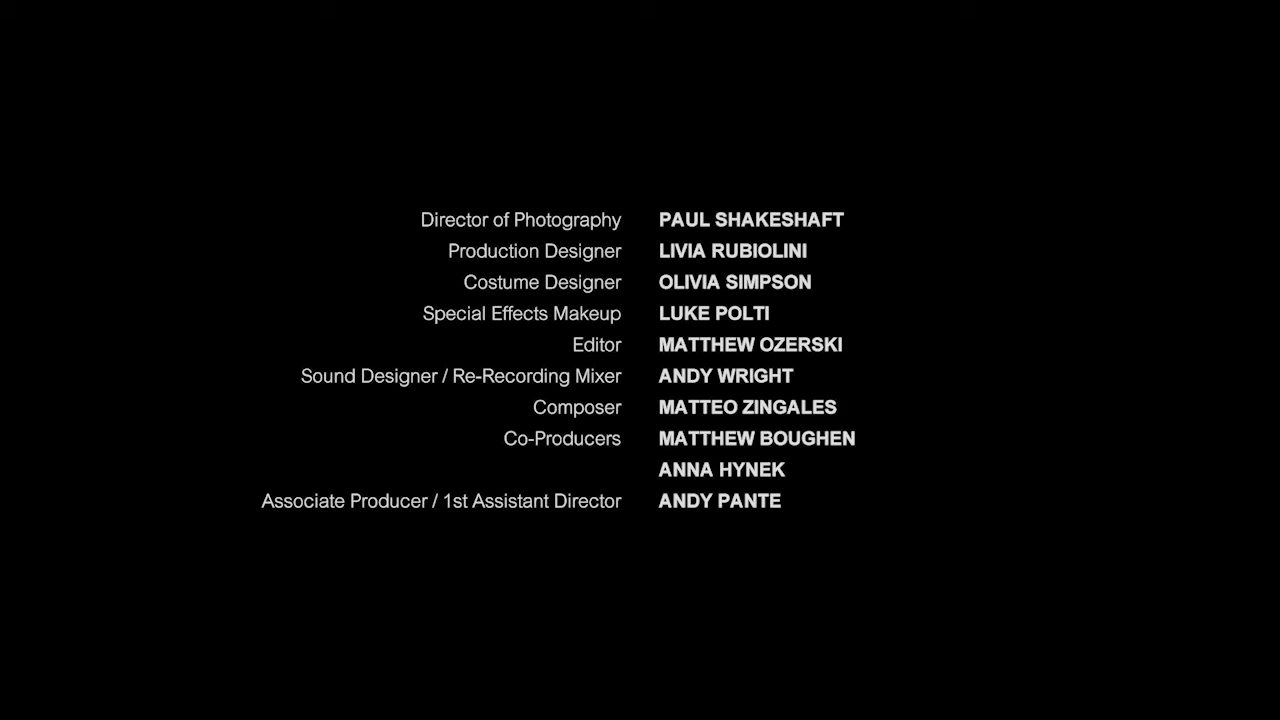 Director of Photography PAUL SHAKESHAFT
Production Designer LIVIA RUBIOLINI
Costume Designer OLIVIA SIMPSON
Special Effects Makeup LUKE POLTI
Editor MATTHEW OZERSKI
Sound Designer / Re-Recording Mixer ANDY WRIGHT
Composer MATTEO ZINGALES
Co-Producers MATTHEW BOUGHEN
ANNA HYNEK
Associate Producer / 1st Assistant Director ANDY PANTE